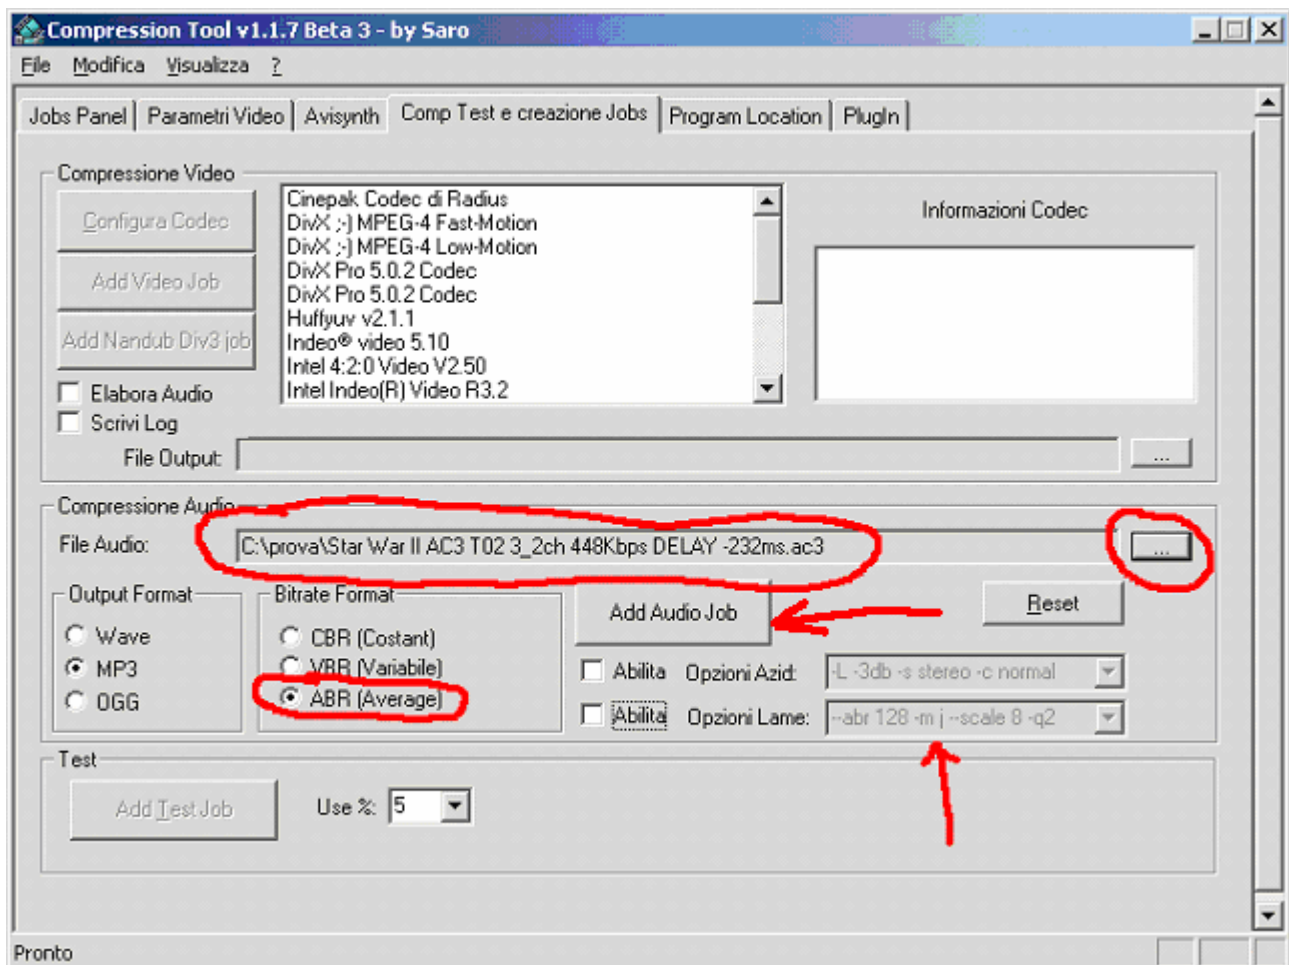 Compression Tool v1.1.7 Beta 3 - by Saro
File Modifica Visualizza ?
Jobs Panel Parametri Video Avisynth Comp Test e creazione Jobs Program Location PlugIn
Compressione Video
Configura Codec
Add Video Job
Add Nandub Div3 job
Elabora Audio
Scrivi Log
Cinepak Codec di Radius
DivX ;-) MPEG-4 Fast-Motion
DivX ;-) MPEG-4 Low-Motion
DivX Pro 5.0.2 Codec
DivX Pro 5.0.2 Codec
Huffyuv v2.1.1
Indeo® video 5.10
Intel 4:2:0 Video V2.50
Intel Indeo(R) Video R3.2
Informazioni Codec
File Output: ...
Compressione Audio
File Audio: C:\prova\Star War II AC3 T02 3_2ch 448Kbps DELAY -232ms.ac3 ...
Output Format
Wave
MP3
OGG
Bitrate Format
CBR (Costant)
VBR (Variabile)
ABR (Average)
Add Audio Job
Reset
Abilita Opzioni Azid: -L -3db -s stereo -c normal
Abilita Opzioni Lame: --abr 128 -m j --scale 8 -q2
Test
Add Test Job Use %: 5
Pronto